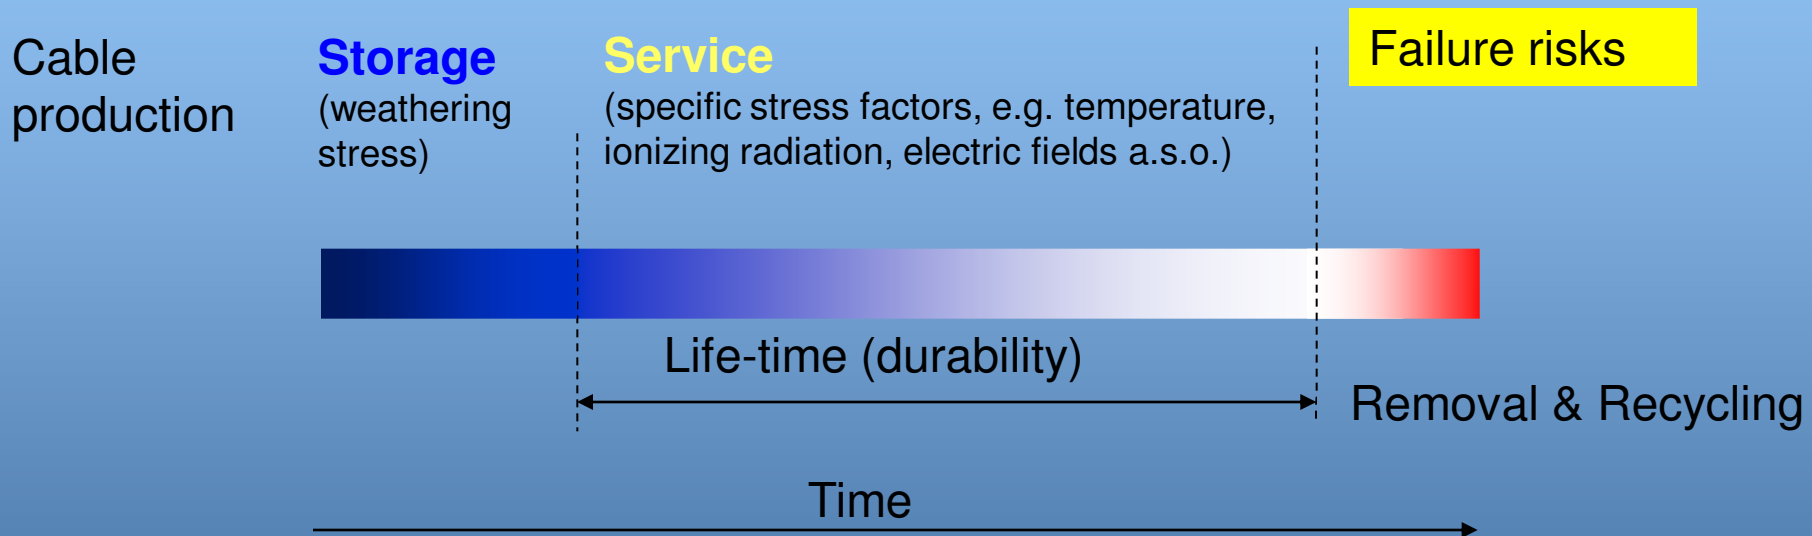 Cable
production
Storage
(weathering
stress)
Service
(specific stress factors, e.g. temperature,
ionizing radiation, electric fields a.s.o.)
Failure risks
Life-time (durability)
Removal & Recycling
Time